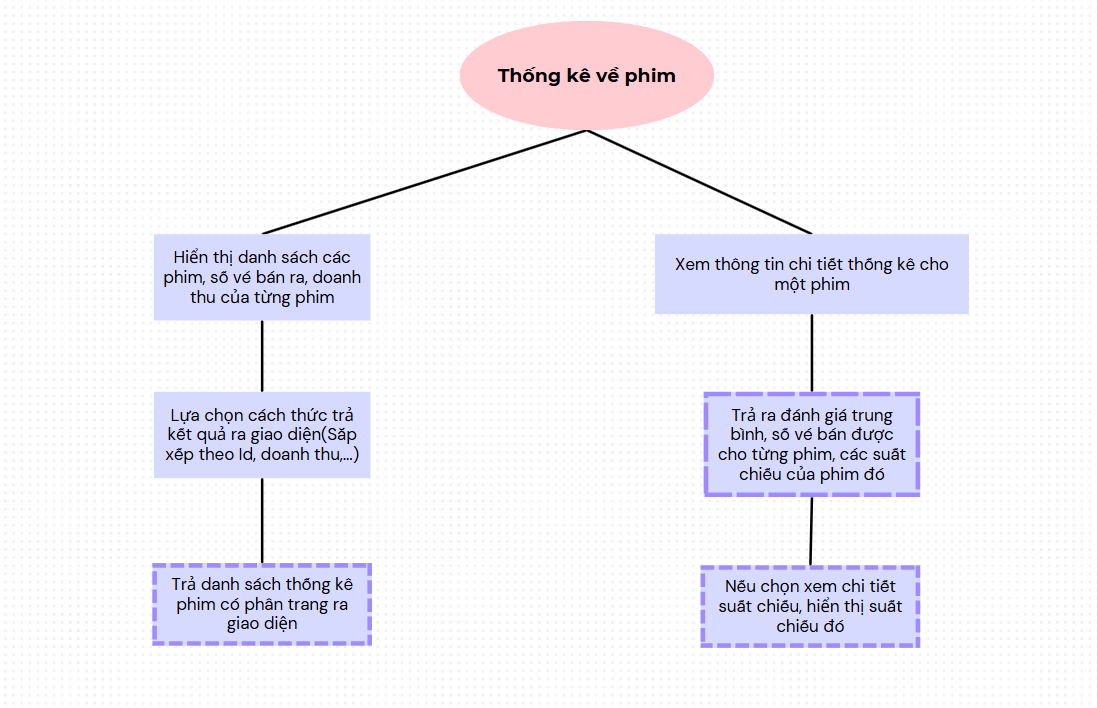 Thống kê về phim
Hiển thị danh sách các
phim, số vé bán ra, doanh
thu của từng phim
Lựa chọn cách thức trả
kết quả ra giao diện(Sắp
xếp theo Id, doanh thu,...)
Trả danh sách thống kê
phim có phân trang ra
giao diện
Xem thông tin chi tiết thống kê cho
một phim
Trả ra đánh giá trung
bình, số vé bán được
cho từng phim, các suất
chiếu của phim đó
Nếu chọn xem chi tiết
suất chiếu, hiển thị suất
chiếu đó